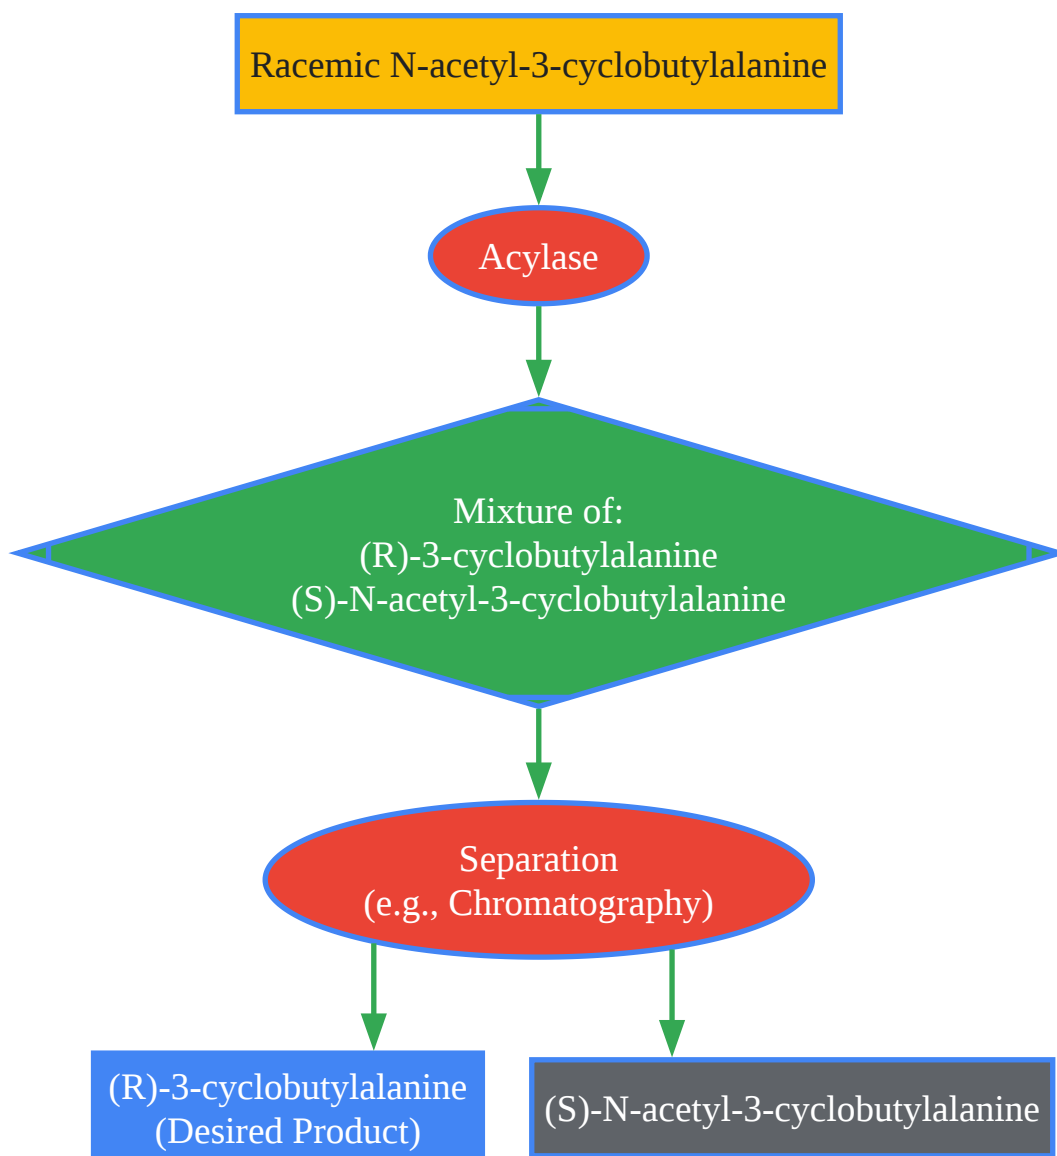 Racemic N-acetyl-3-cyclobutylalanine
Acylase
Mixture of:
(R)-3-cyclobutylalanine
(S)-N-acetyl-3-cyclobutylalanine
Separation
(e.g., Chromatography)
(R)-3-cyclobutylalanine
(Desired Product)
(S)-N-acetyl-3-cyclobutylalanine